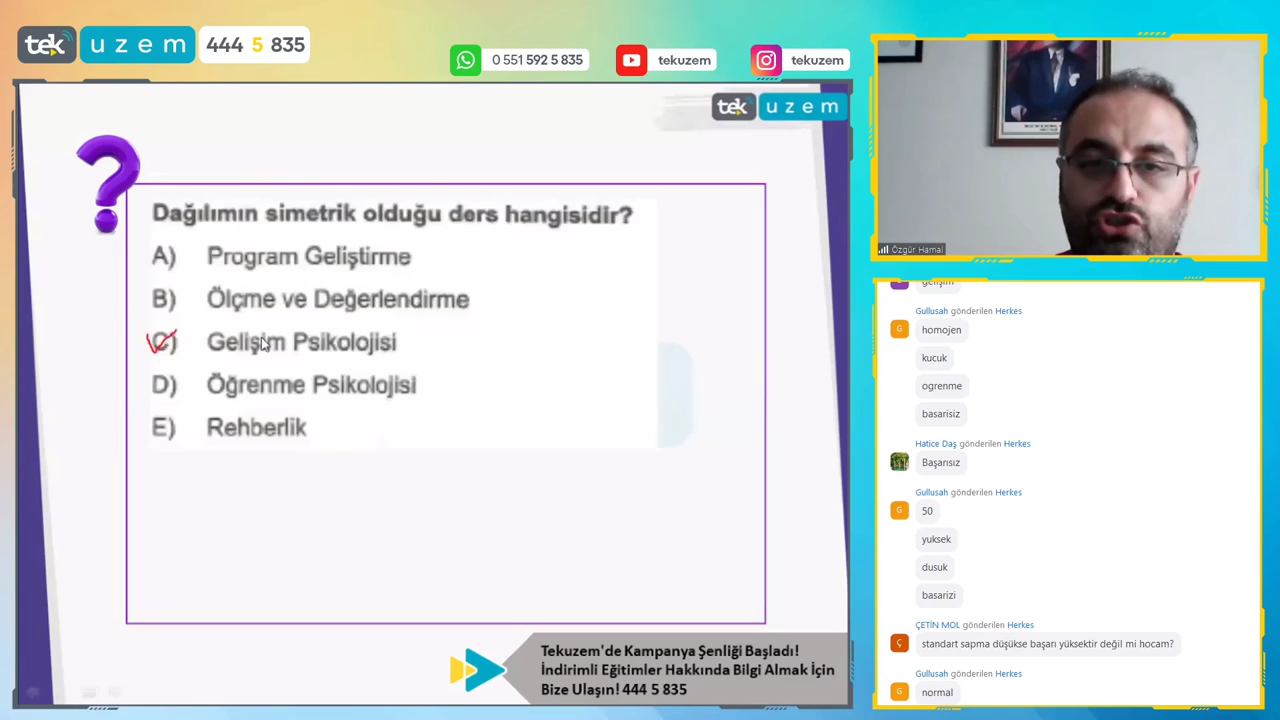 tek uzem 444 5 835
0 551 592 5 835
tekuzem
tekuzem
tek uzem
Dağılımın simetrik olduğu ders hangisidir?
A) Program Geliştirme
B) Ölçme ve Değerlendirme
C) Gelişim Psikolojisi
D) Öğrenme Psikolojisi
E) Rehberlik
Tekuzem'de Kampanya Şenliği Başladı!
İndirimli Eğitimler Hakkında Bilgi Almak İçin
Bize Ulaşın! 444 5 835
Özgür Hamal
gelişim
Gullusah gönderilen Herkes
G
homojen
kucuk
ogrenme
basarisiz
Hatice Daş gönderilen Herkes
Başarısız
Gullusah gönderilen Herkes
G
50
yuksek
dusuk
basarizi
ÇETİN MOL gönderilen Herkes
Ç
standart sapma düşükse başarı yüksektir değil mi hocam?
Gullusah gönderilen Herkes
G
normal